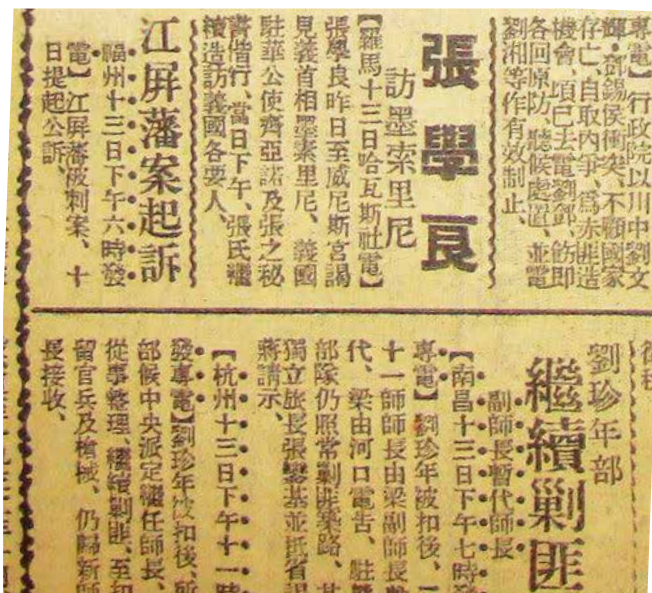 專電】行政院以川中劉文
輝·鄧錫侯衝突、不顧國家
存亡、自取內爭、爲赤匪造
機會、頃已去電劉鄧、飭即
各回原防、聽候處置、並電
劉湘等作有效制止、
張學良
訪墨索里尼
【羅馬十三日哈瓦斯社電】
張學良昨日至威尼斯宮謁
見義首相墨索里尼、義國
駐華公使齊亞諾及張之秘
書偕行、當日下午、張氏繼
續造訪義國各要人、
江屏藩案起訴
福州十三日下午六時發
電】江屏藩被刺案、十
日提起公訴、
劉珍年部
繼續剿匪
副師長暫代師長
【南昌十三日下午七時
專電】劉珍年被扣後、
十一師師長由梁副師長
代、梁由河口電告、駐
部隊仍照常剿匪築路、
獨立旅長張鑾基並抵省
蔣請示、
【杭州十三日下午十一時
發專電】劉珍年被扣後、所
部候中央派定繼任師長、
從事整理、繼續剿匪、至
留官兵及槍械、仍歸新師
長接收、